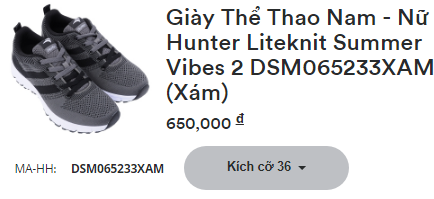 Giày Thể Thao Nam - Nữ
Hunter Liteknit Summer
Vibes 2 DSM065233XAM
(Xám)
650,000 ₫
MA-HH: DSM065233XAM
Kích cỡ 36